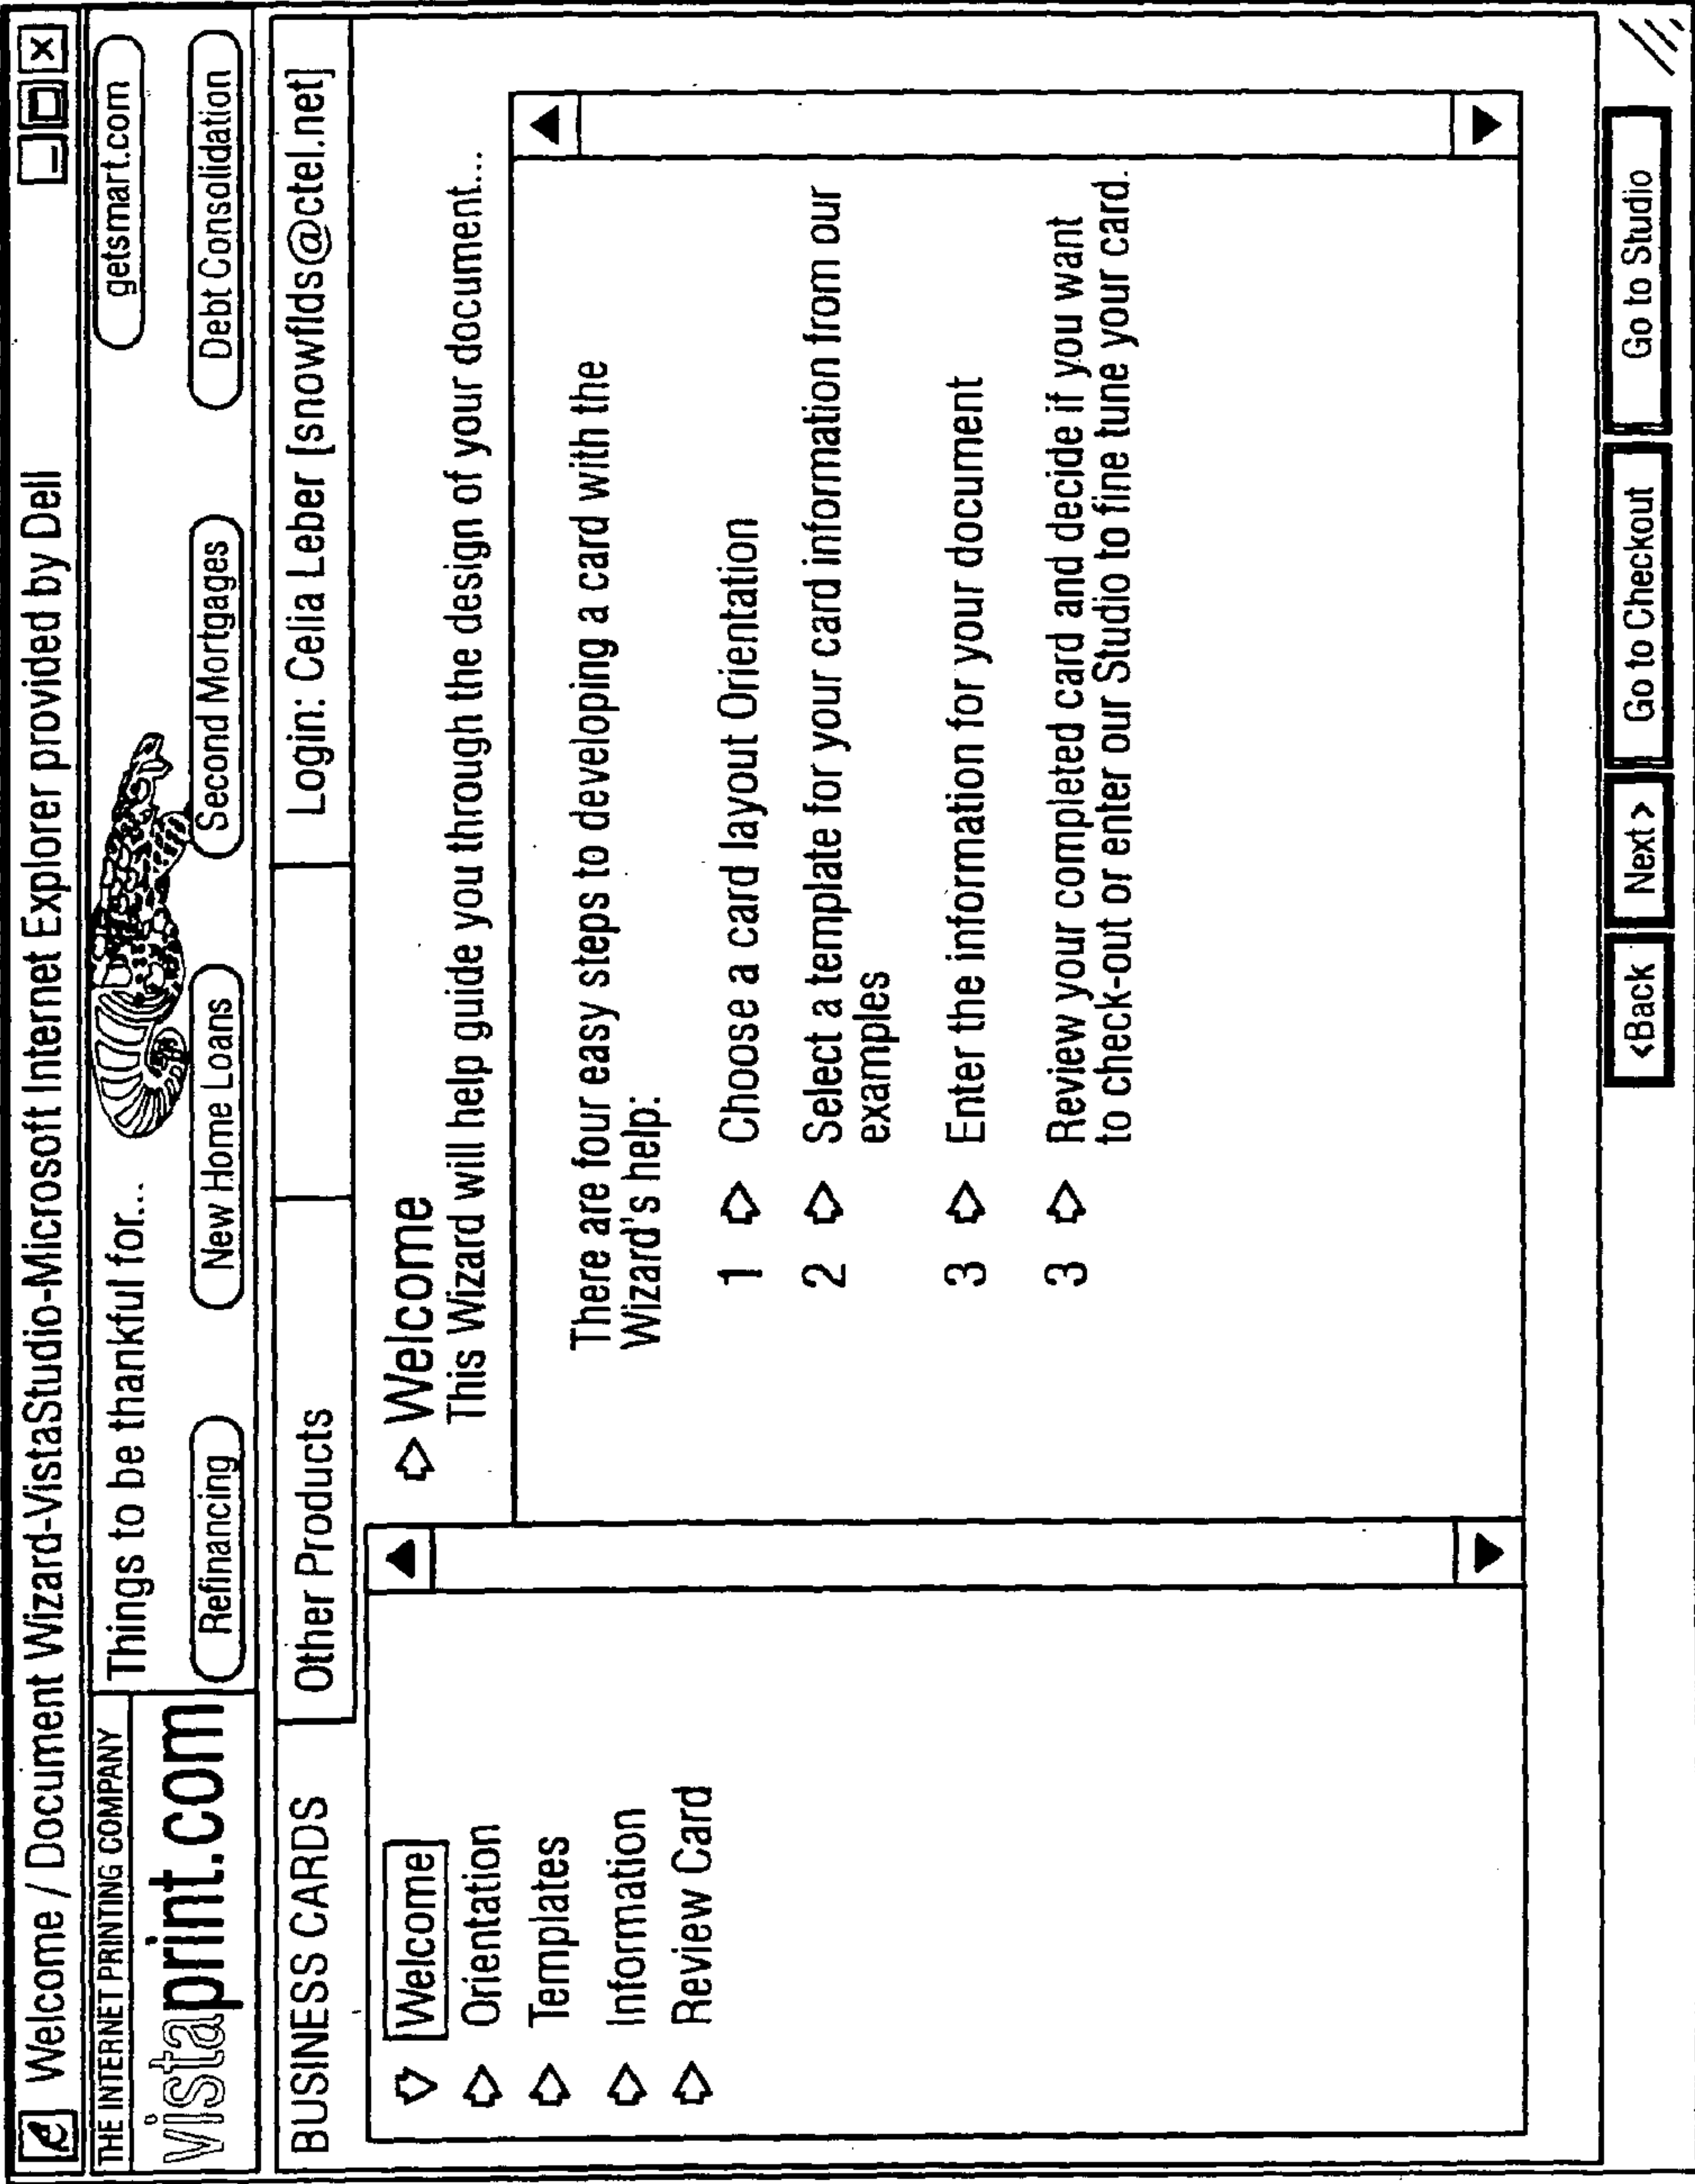 Welcome / Document Wizard-VistaStudio-Microsoft Internet Explorer provided by Dell
THE INTERNET PRINTING COMPANY
vistaprint.com
Things to be thankful for...
getsmart.com
Refinancing
New Home Loans
Second Mortgages
Debt Consolidation
BUSINESS CARDS
Other Products
Login: Celia Leber [snowflds@ctel.net]
Welcome
Orientation
Templates
Information
Review Card
Welcome
This Wizard will help guide you through the design of your document...
There are four easy steps to developing a card with the
Wizard's help:
1 Choose a card layout Orientation
2 Select a template for your card information from our
examples
3 Enter the information for your document
3 Review your completed card and decide if you want
to check-out or enter our Studio to fine tune your card.
<Back
Next >
Go to Checkout
Go to Studio